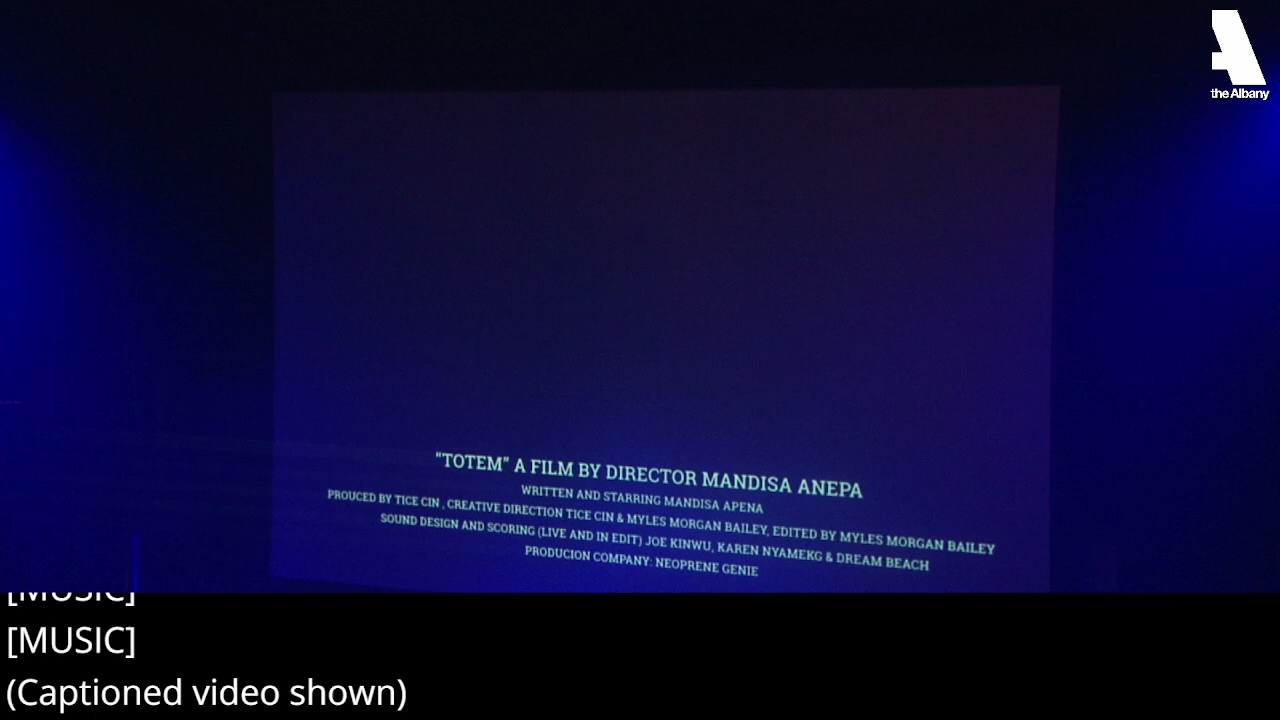 the Albany
"TOTEM" A FILM BY DIRECTOR MANDISA ANEPA
WRITTEN AND STARRING MANDISA APENA
PROUCED BY TICE CIN , CREATIVE DIRECTION TICE CIN & MYLES MORGAN BAILEY, EDITED BY MYLES MORGAN BAILEY
SOUND DESIGN AND SCORING (LIVE AND IN EDIT) JOE KINWU, KAREN NYAMEKG & DREAM BEACH
PRODUCION COMPANY: NEOPRENE GENIE
[MUSIC]
[MUSIC]
(Captioned video shown)